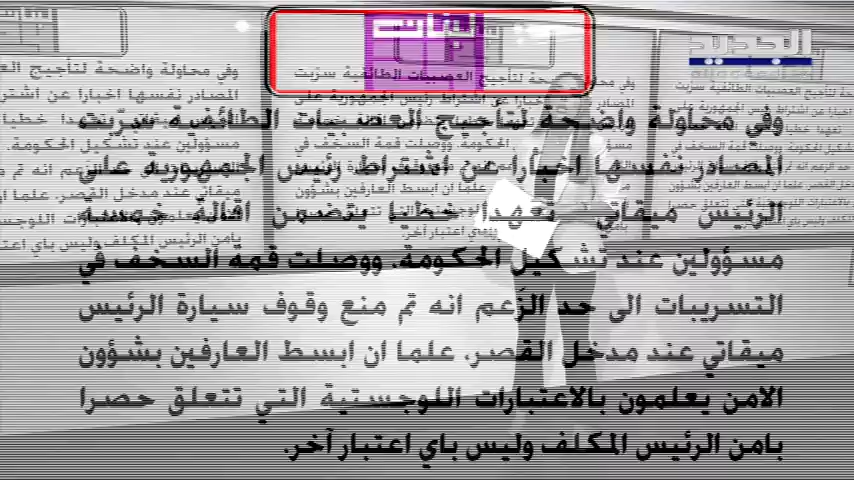 الجديد
وفي محاولة واضحة لتأجيج العصبيات الطائفية سرّبت
المصادر نفسها اخبارا عن اشتراط رئيس الجمهورية على
الرئيس ميقاتي تعهدا خطيا يتضمن اقالة خمسة
مسؤولين عند تشكيل الحكومة. ووصلت قمة السخف في
التسريبات الى حد الزعم انه تم منع وقوف سيارة الرئيس
ميقاتي عند مدخل القصر، علما ان ابسط العارفين بشؤون
الامن يعلمون بالاعتبارات اللوجستية التي تتعلق حصرا
بامن الرئيس المكلف وليس باي اعتبار آخر.